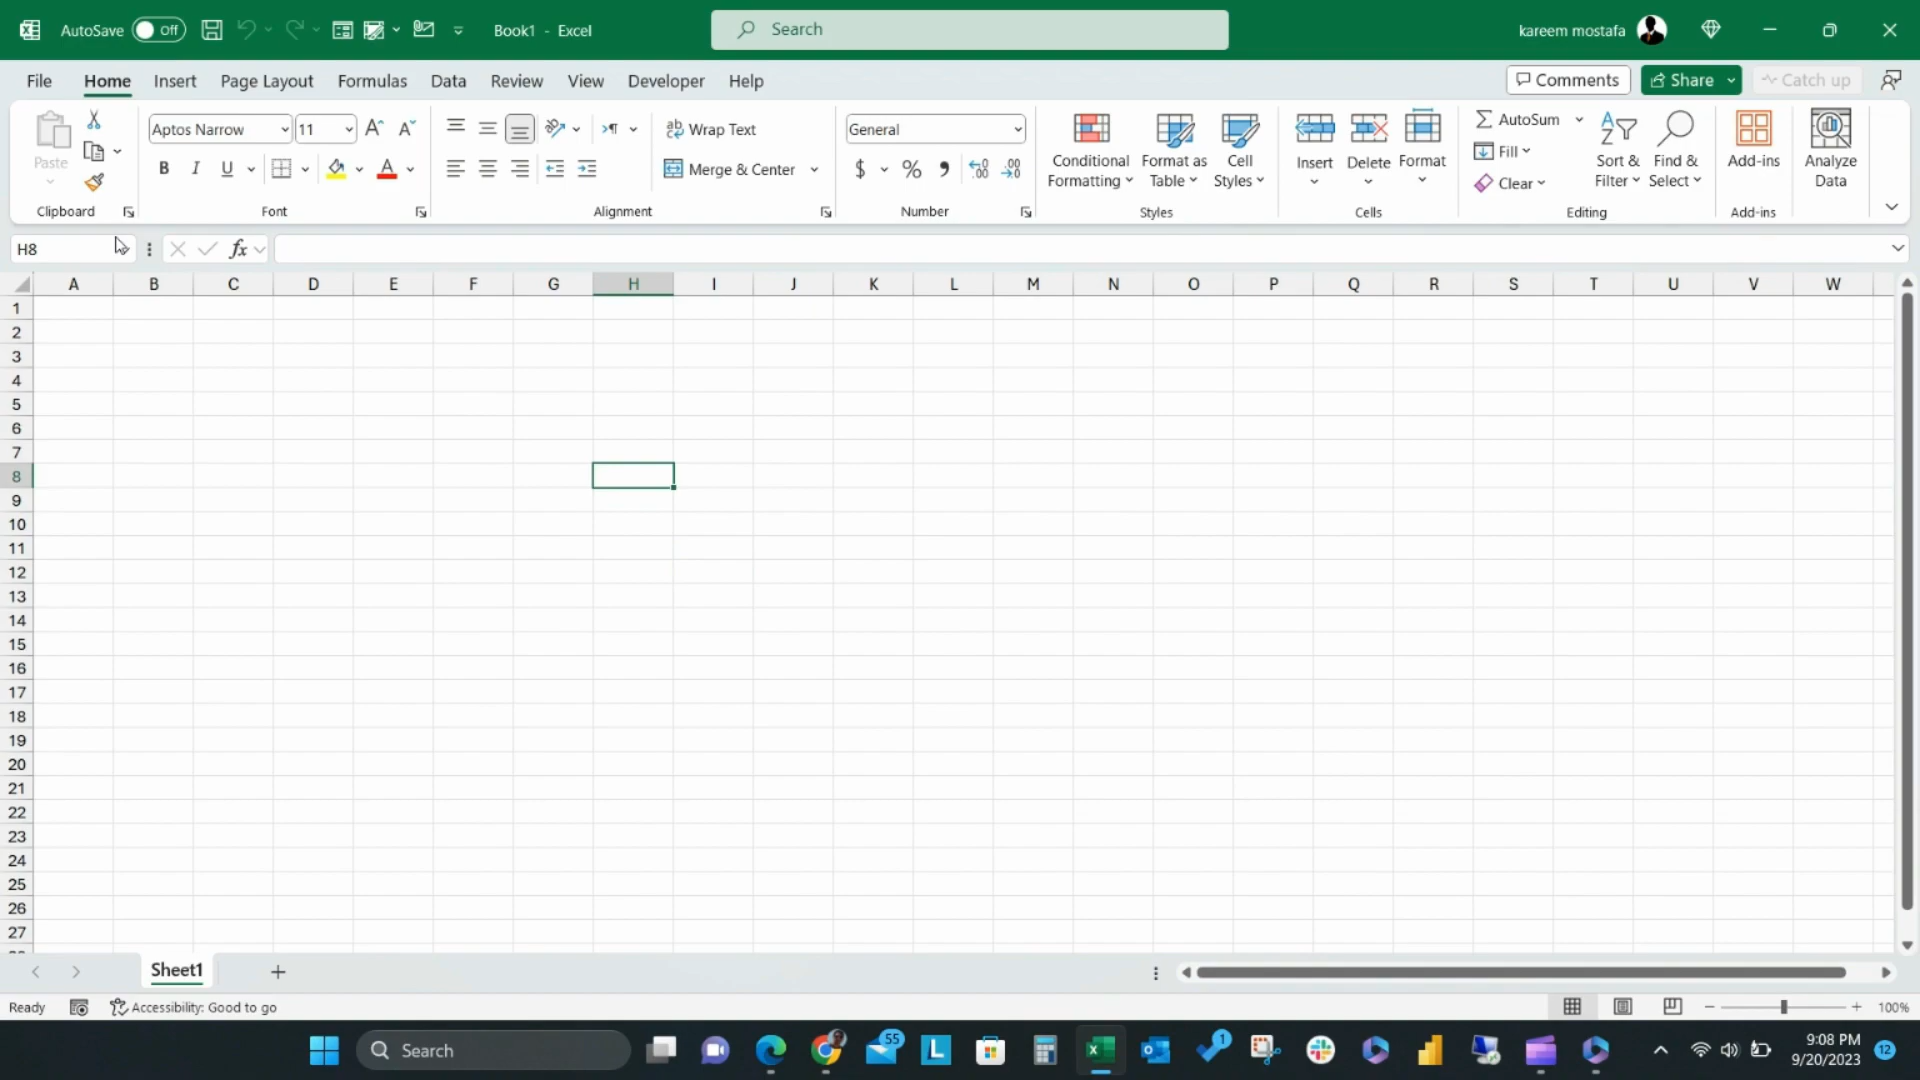 AutoSave Off Book1 - Excel Search kareem mostafa
File Home Insert Page Layout Formulas Data Review View Developer Help Comments Share Catch up
Paste
Clipboard
Aptos Narrow 11
B I U A
Font
ab Wrap Text
Merge & Center
Alignment
General
$ % 9
Number
Conditional Formatting
Format as Table
Cell Styles
Styles
Insert Delete Format
Cells
AutoSum
Fill
Clear
Sort & Filter
Find & Select
Editing
Add-ins
Add-ins
Analyze Data
H8 fx
A B C D E F G H I J K L M N O P Q R S T U V W
1
2
3
4
5
6
7
8
9
10
11
12
13
14
15
16
17
18
19
20
21
22
23
24
25
26
27
Sheet1
Ready Accessibility: Good to go 100%
Search 55 1 9:08 PM
9/20/2023 12